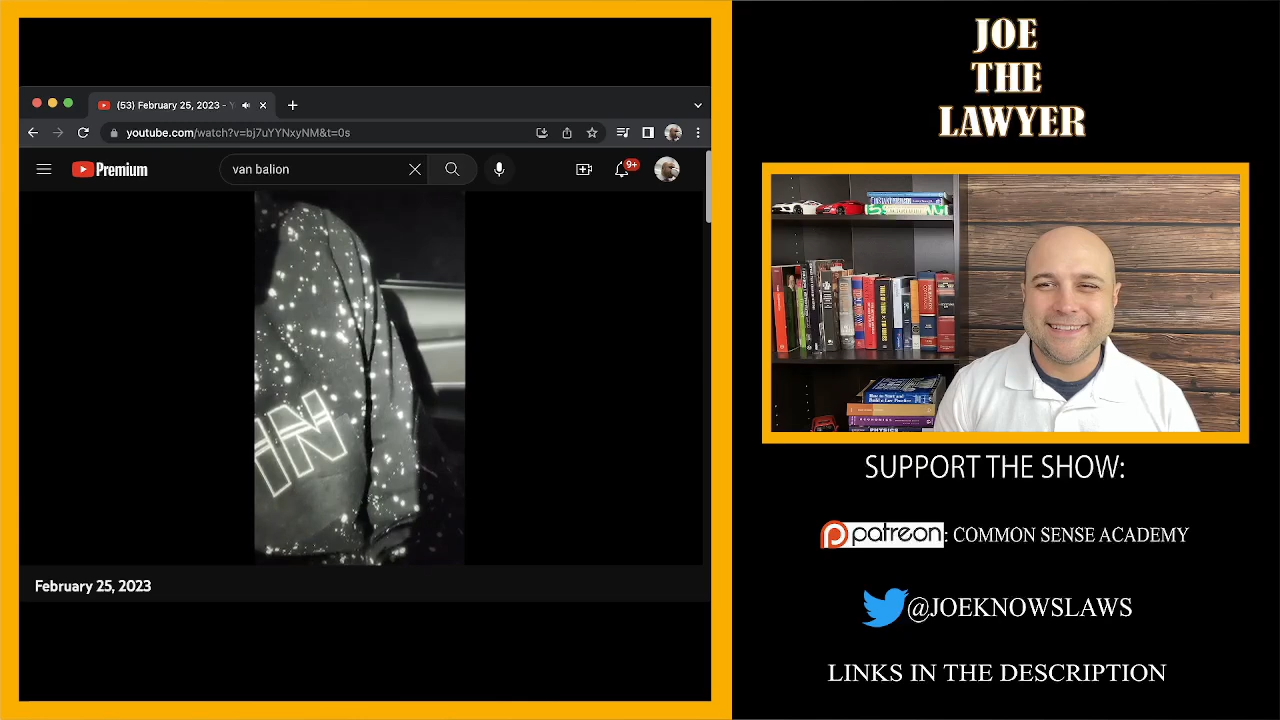 (53) February 25, 2023 -
youtube.com/watch?v=bj7uYYNxyNM&t=0s
Premium
van balion
9+
February 25, 2023
JOE
THE
LAWYER
SUPPORT THE SHOW:
patreon: COMMON SENSE ACADEMY
@JOEKNOWSLAWS
LINKS IN THE DESCRIPTION